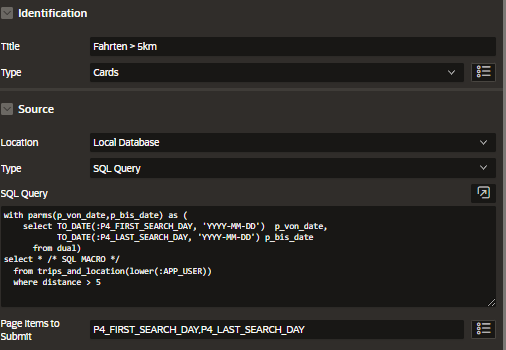 Identification
Title Fahrten > 5km
Type Cards
Source
Location Local Database
Type SQL Query
SQL Query
with parms(p_von_date,p_bis_date) as (
select TO_DATE(:P4_FIRST_SEARCH_DAY, 'YYYY-MM-DD') p_von_date,
TO_DATE(:P4_LAST_SEARCH_DAY, 'YYYY-MM-DD') p_bis_date
from dual)
select * /* SQL MACRO */
from trips_and_location(lower(:APP_USER))
where distance > 5
Page Items to
Submit P4_FIRST_SEARCH_DAY,P4_LAST_SEARCH_DAY